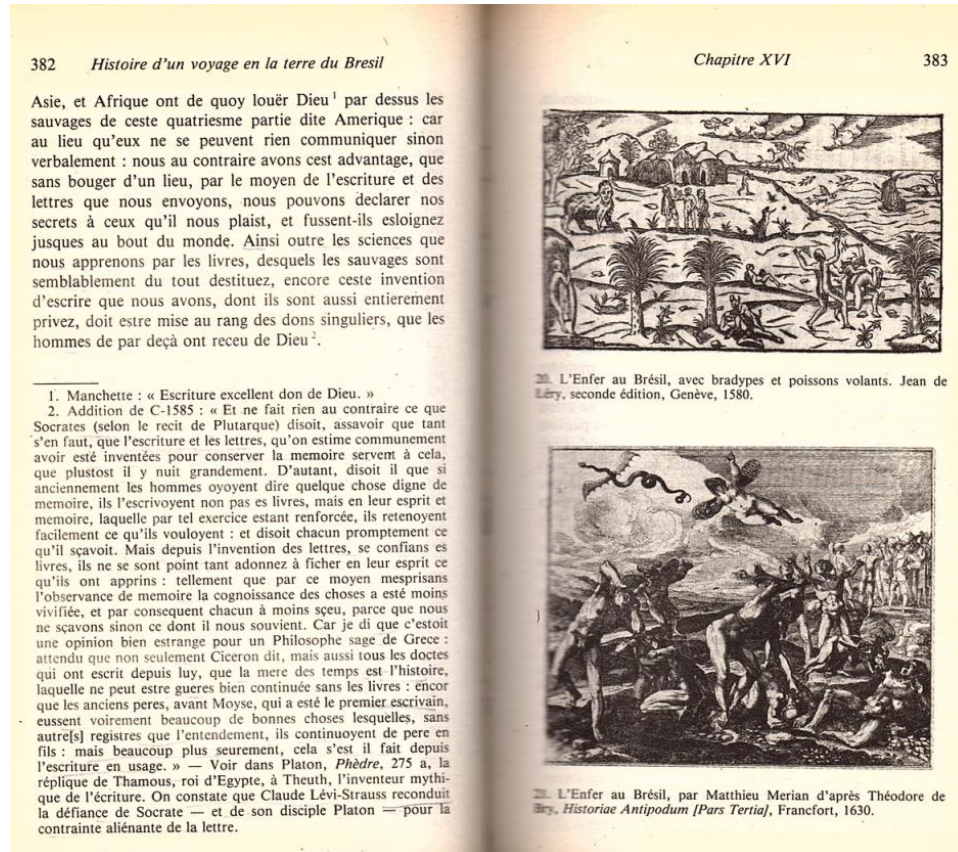 382 Histoire d'un voyage en la terre du Bresil
Asie, et Afrique ont de quoy louër Dieu¹ par dessus les
sauvages de ceste quatriesme partie dite Amerique : car
au lieu qu'eux ne se peuvent rien communiquer sinon
verbalement : nous au contraire avons cest advantage, que
sans bouger d'un lieu, par le moyen de l'escriture et des
lettres que nous envoyons, nous pouvons declarer nos
secrets à ceux qu'il nous plaist, et fussent-ils esloignez
jusques au bout du monde. Ainsi outre les sciences que
nous apprenons par les livres, desquels les sauvages sont
semblablement du tout destituez, encore ceste invention
d'escrire que nous avons, dont ils sont aussi entierement
privez, doit estre mise au rang des dons singuliers, que les
hommes de par deçà ont receu de Dieu².
1. Manchette : « Escriture excellent don de Dieu. »
2. Addition de C-1585 : « Et ne fait rien au contraire ce que
Socrates (selon le recit de Plutarque) disoit, assavoir que tant
s'en faut, que l'escriture et les lettres, qu'on estime communement
avoir esté inventées pour conserver la memoire servent à cela,
que plustost il y nuit grandement. D'autant, disoit il que si
anciennement les hommes oyoyent dire quelque chose digne de
memoire, ils l'escrivoyent non pas es livres, mais en leur esprit et
memoire, laquelle par tel exercice estant renforcée, ils retenoyent
facilement ce qu'ils vouloyent : et disoit chacun promptement ce
qu'il sçavoit. Mais depuis l'invention des lettres, se confians es
livres, ils ne se sont point tant adonnez à ficher en leur esprit ce
qu'ils ont apprins : tellement que par ce moyen mesprisans
l'observance de memoire la cognoissance des choses a esté moins
vivifiée, et par consequent chacun à moins sçeu, parce que nous
ne sçavons sinon ce dont il nous souvient. Car je di que c'estoit
une opinion bien estrange pour un Philosophe sage de Grece :
attendu que non seulement Ciceron dit, mais aussi tous les doctes
qui ont escrit depuis luy, que la mere des temps est l'histoire,
laquelle ne peut estre gueres bien continuée sans les livres : encor
que les anciens peres, avant Moyse, qui a esté le premier escrivain,
eussent voirement beaucoup de bonnes choses lesquelles, sans
autre[s] registres que l'entendement, ils continuoyent de pere en
fils : mais beaucoup plus seurement, cela s'est il fait depuis
l'escriture en usage. » — Voir dans Platon, Phèdre, 275 a, la
réplique de Thamous, roi d'Egypte, à Theuth, l'inventeur mythi-
que de l'écriture. On constate que Claude Lévi-Strauss reconduit
la défiance de Socrate — et de son disciple Platon — pour la
contrainte aliénante de la lettre.
Chapitre XVI 383
20. L'Enfer au Brésil, avec bradypes et poissons volants. Jean de
Léry, seconde édition, Genève, 1580.
L'Enfer au Brésil, par Matthieu Merian d'après Théodore de
Bry, Historiae Antipodum [Pars Tertia], Francfort, 1630.